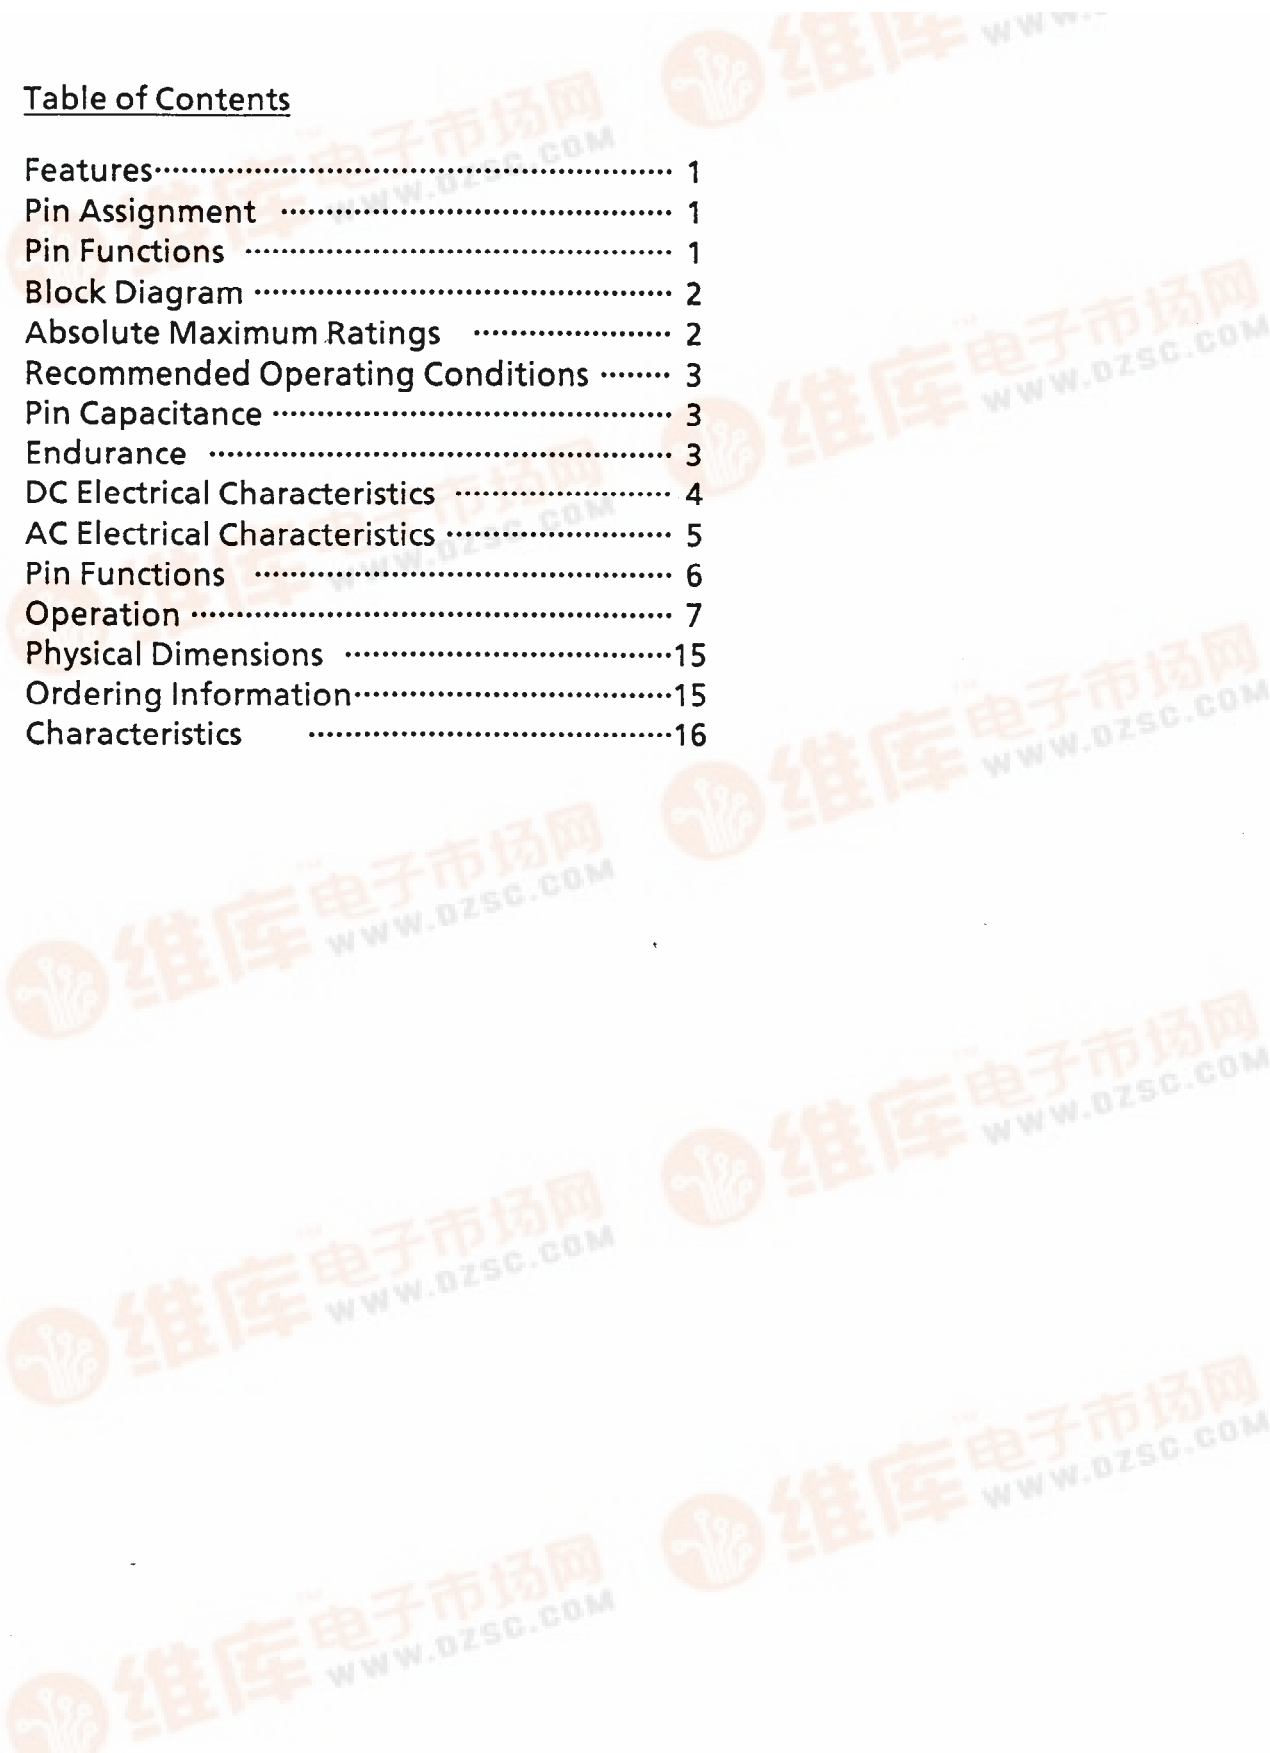 Table of Contents
Features 1
Pin Assignment 1
Pin Functions 1
Block Diagram 2
Absolute Maximum Ratings 2
Recommended Operating Conditions 3
Pin Capacitance 3
Endurance 3
DC Electrical Characteristics 4
AC Electrical Characteristics 5
Pin Functions 6
Operation 7
Physical Dimensions 15
Ordering Information 15
Characteristics 16
维库电子市场网
WWW.DZSC.COM